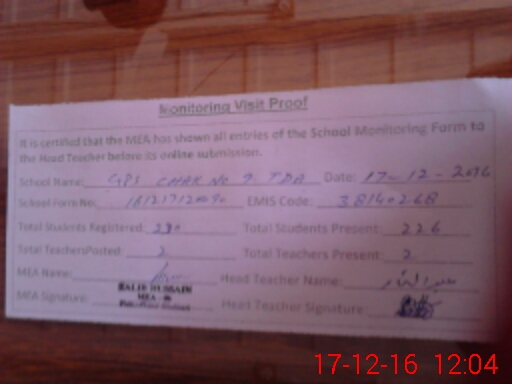 Monitoring Visit Proof
It is certified that the MEA has shown all entries of the School Monitoring Form to
the Head Teacher before its online submission.
School Name: GPS CHAK NO 9-TDA Date: 17-12-2016
School Form No: EMIS Code: 38140268
Total Students Registered: 230 Total Students Present: 226
Total TeachersPosted: 2 Total Teachers Present: 2
MEA Name: Head Teacher Name:
MEA Signature: Head Teacher Signature:
17-12-16 12:04